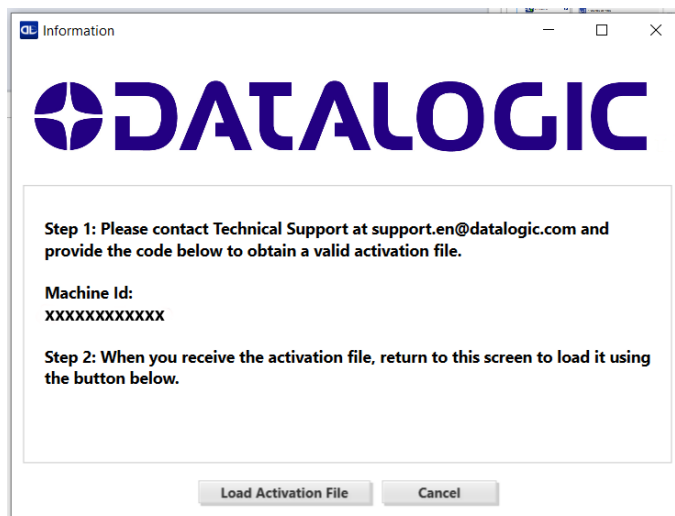 Information
DATALOGIC
Step 1: Please contact Technical Support at support.en@datalogic.com and
provide the code below to obtain a valid activation file.
Machine Id:
xxxxxxxxxxxx
Step 2: When you receive the activation file, return to this screen to load it using
the button below.
Load Activation File
Cancel